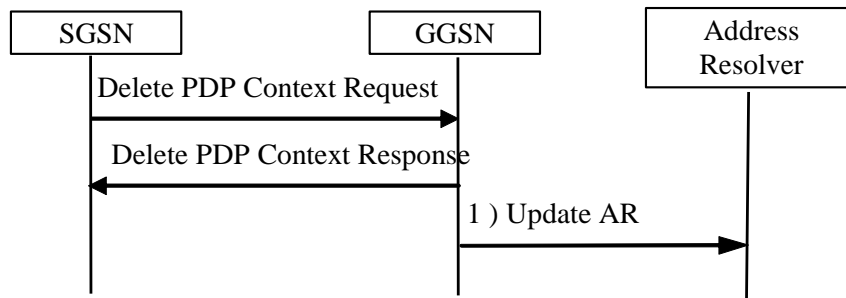 SGSN
GGSN
Address
Resolver
Delete PDP Context Request
Delete PDP Context Response
1 ) Update AR